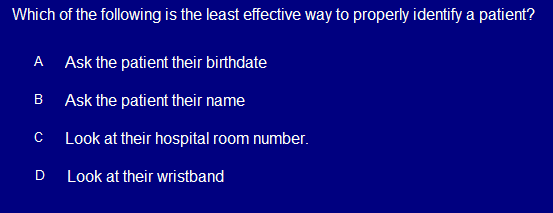 Which of the following is the least effective way to properly identify a patient?
A Ask the patient their birthdate
B Ask the patient their name
C Look at their hospital room number.
D Look at their wristband